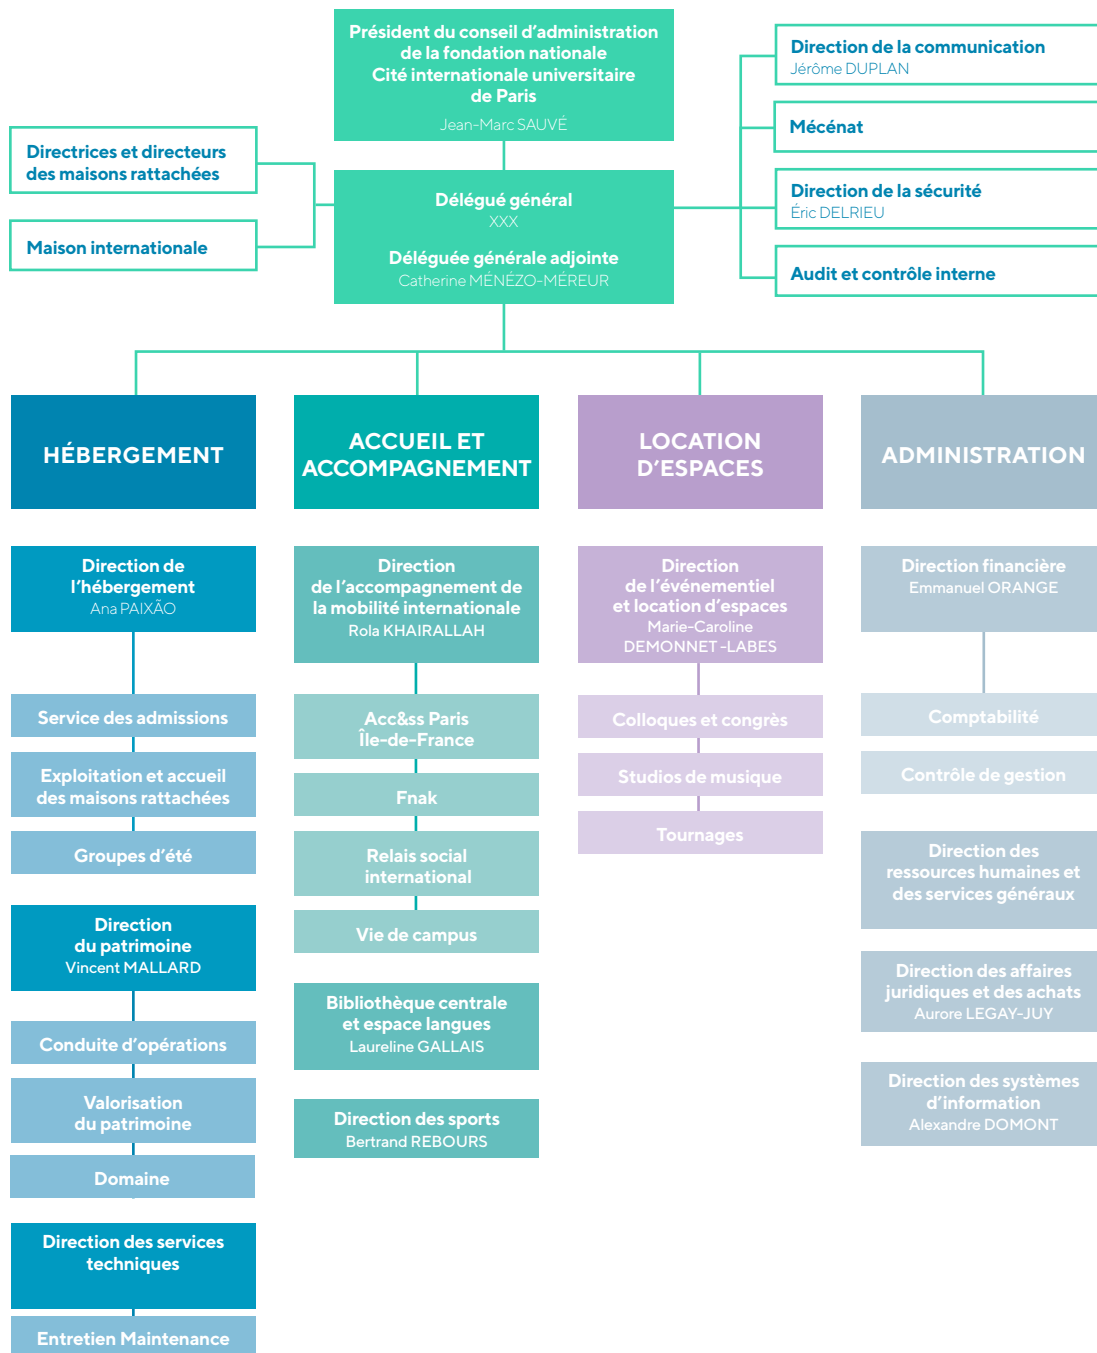 Président du conseil d’administration
de la fondation nationale
Cité internationale universitaire
de Paris
Jean-Marc SAUVÉ
Directrices et directeurs
des maisons rattachées
Maison internationale
Délégué général
XXX
Déléguée générale adjointe
Catherine MÉNÉZO-MÉREUR
Direction de la communication
Jérôme DUPLAN
Mécénat
Direction de la sécurité
Éric DELRIEU
Audit et contrôle interne
HÉBERGEMENT
Direction de
l’hébergement
Ana PAIXÃO
Service des admissions
Exploitation et accueil
des maisons rattachées
Groupes d’été
Direction
du patrimoine
Vincent MALLARD
Conduite d’opérations
Valorisation
du patrimoine
Domaine
Direction des services
techniques
Entretien Maintenance
ACCUEIL ET
ACCOMPAGNEMENT
Direction
de l’accompagnement de
la mobilité internationale
Rola KHAIRALLAH
Acc&ss Paris
Île-de-France
Fnak
Relais social
international
Vie de campus
Bibliothèque centrale
et espace langues
Laureline GALLAIS
Direction des sports
Bertrand REBOURS
LOCATION
D’ESPACES
Direction
de l’événementiel
et location d’espaces
Marie-Caroline
DEMONNET -LABES
Colloques et congrès
Studios de musique
Tournages
ADMINISTRATION
Direction financière
Emmanuel ORANGE
Comptabilité
Contrôle de gestion
Direction des
ressources humaines et
des services généraux
Direction des affaires
juridiques et des achats
Aurore LEGAY-JUY
Direction des systèmes
d’information
Alexandre DOMONT